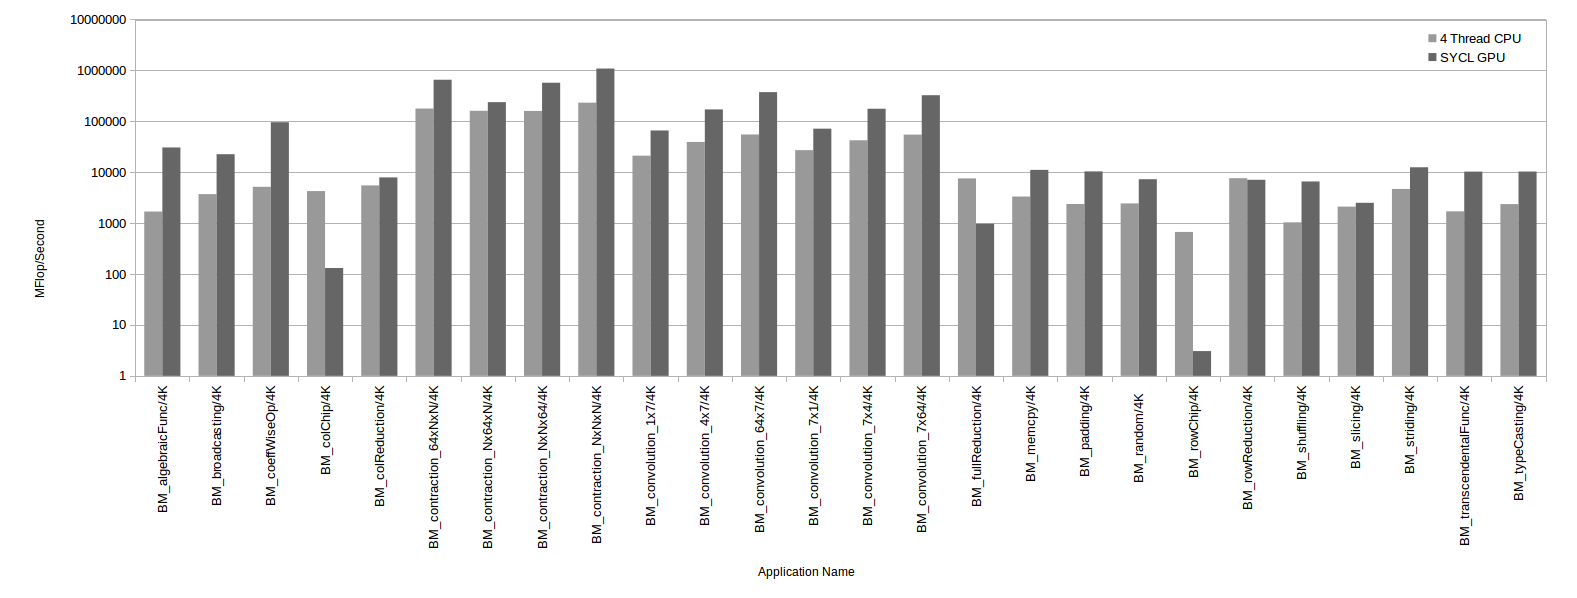 10000000
1000000
100000
10000
1000
100
10
1
MFlop/Second
4 Thread CPU
SYCL GPU
BM_algebraicFunc/4K
BM_broadcasting/4K
BM_coeffWiseOp/4K
BM_colChip/4K
BM_colReduction/4K
BM_contraction_64xNxN/4K
BM_contraction_Nx64xN/4K
BM_contraction_NxNx64/4K
BM_contraction_NxNxN/4K
BM_convolution_1x7/4K
BM_convolution_4x7/4K
BM_convolution_64x7/4K
BM_convolution_7x1/4K
BM_convolution_7x4/4K
BM_convolution_7x64/4K
BM_fullReduction/4K
BM_memcpy/4K
BM_padding/4K
BM_random/4K
BM_rowChip/4K
BM_rowReduction/4K
BM_shuffling/4K
BM_slicing/4K
BM_striding/4K
BM_transcendentalFunc/4K
BM_typeCasting/4K
Application Name